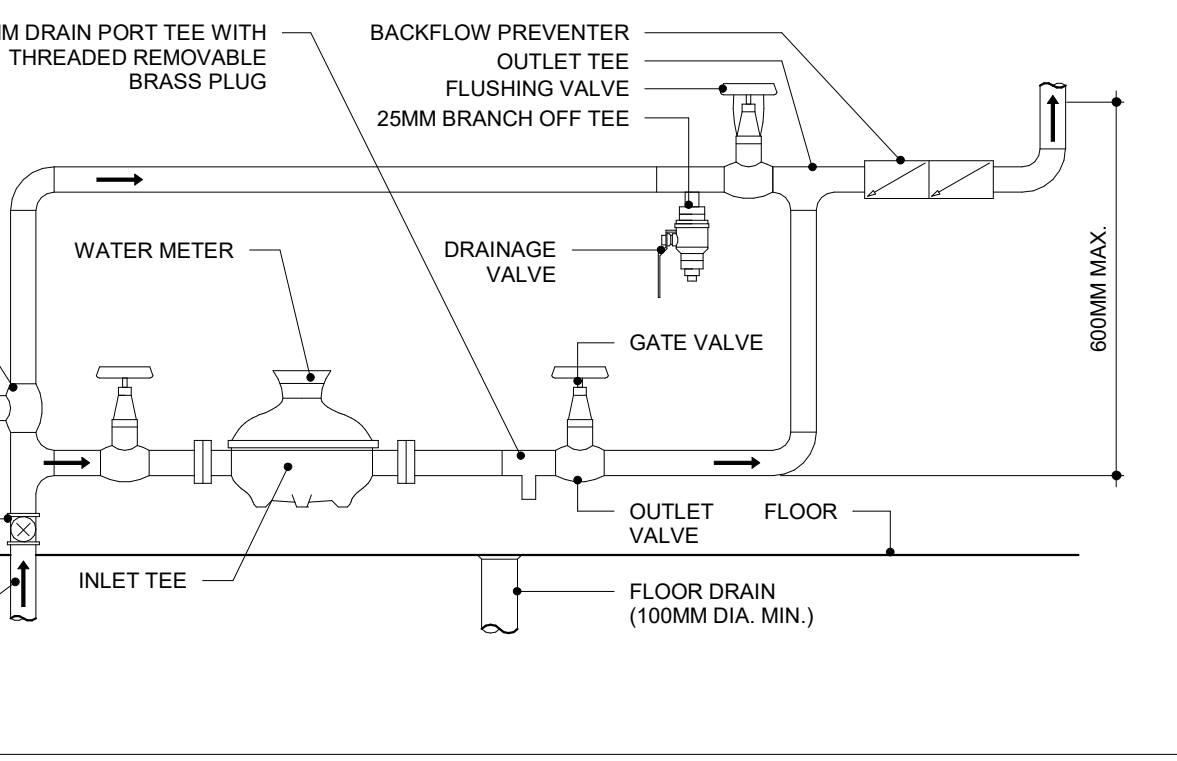 DRAIN PORT TEE WITH
THREADED REMOVABLE
BRASS PLUG
BACKFLOW PREVENTER
OUTLET TEE
FLUSHING VALVE
25MM BRANCH OFF TEE
WATER METER
DRAINAGE
VALVE
GATE VALVE
600MM MAX.
OUTLET
VALVE
FLOOR
INLET TEE
FLOOR DRAIN
(100MM DIA. MIN.)